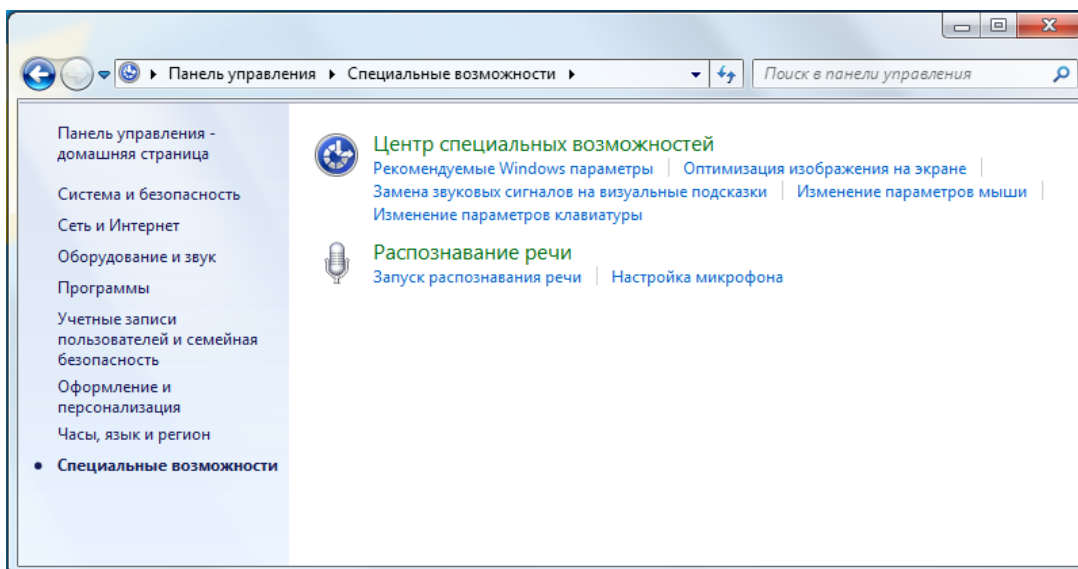 Панель управления
Специальные возможности
Поиск в панели управления
Панель управления -
домашняя страница
Система и безопасность
Сеть и Интернет
Оборудование и звук
Программы
Учетные записи
пользователей и семейная
безопасность
Оформление и
персонализация
Часы, язык и регион
Специальные возможности
Центр специальных возможностей
Рекомендуемые Windows параметры Оптимизация изображения на экране
Замена звуковых сигналов на визуальные подсказки Изменение параметров мыши
Изменение параметров клавиатуры
Распознавание речи
Запуск распознавания речи Настройка микрофона